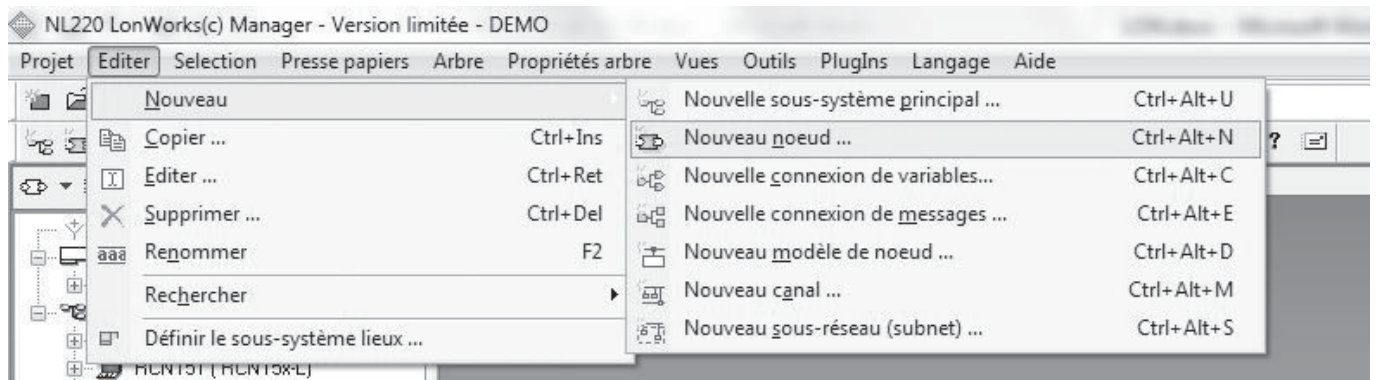 NL220 LonWorks(c) Manager - Version limitée - DEMO
Projet Editer Selection Presse papiers Arbre Propriétés arbre Vues Outils PlugIns Langage Aide
Nouveau
Nouvelle sous-système principal ... Ctrl+Alt+U
Copier ... Ctrl+Ins
Nouveau noeud ... Ctrl+Alt+N
?
Editer ... Ctrl+Ret
Nouvelle connexion de variables... Ctrl+Alt+C
Supprimer ... Ctrl+Del
Nouvelle connexion de messages ... Ctrl+Alt+E
aaa Renommer F2
Nouveau modèle de noeud ... Ctrl+Alt+D
Rechercher
Nouveau canal ... Ctrl+Alt+M
Définir le sous-système lieux ...
Nouveau sous-réseau (subnet) ... Ctrl+Alt+S